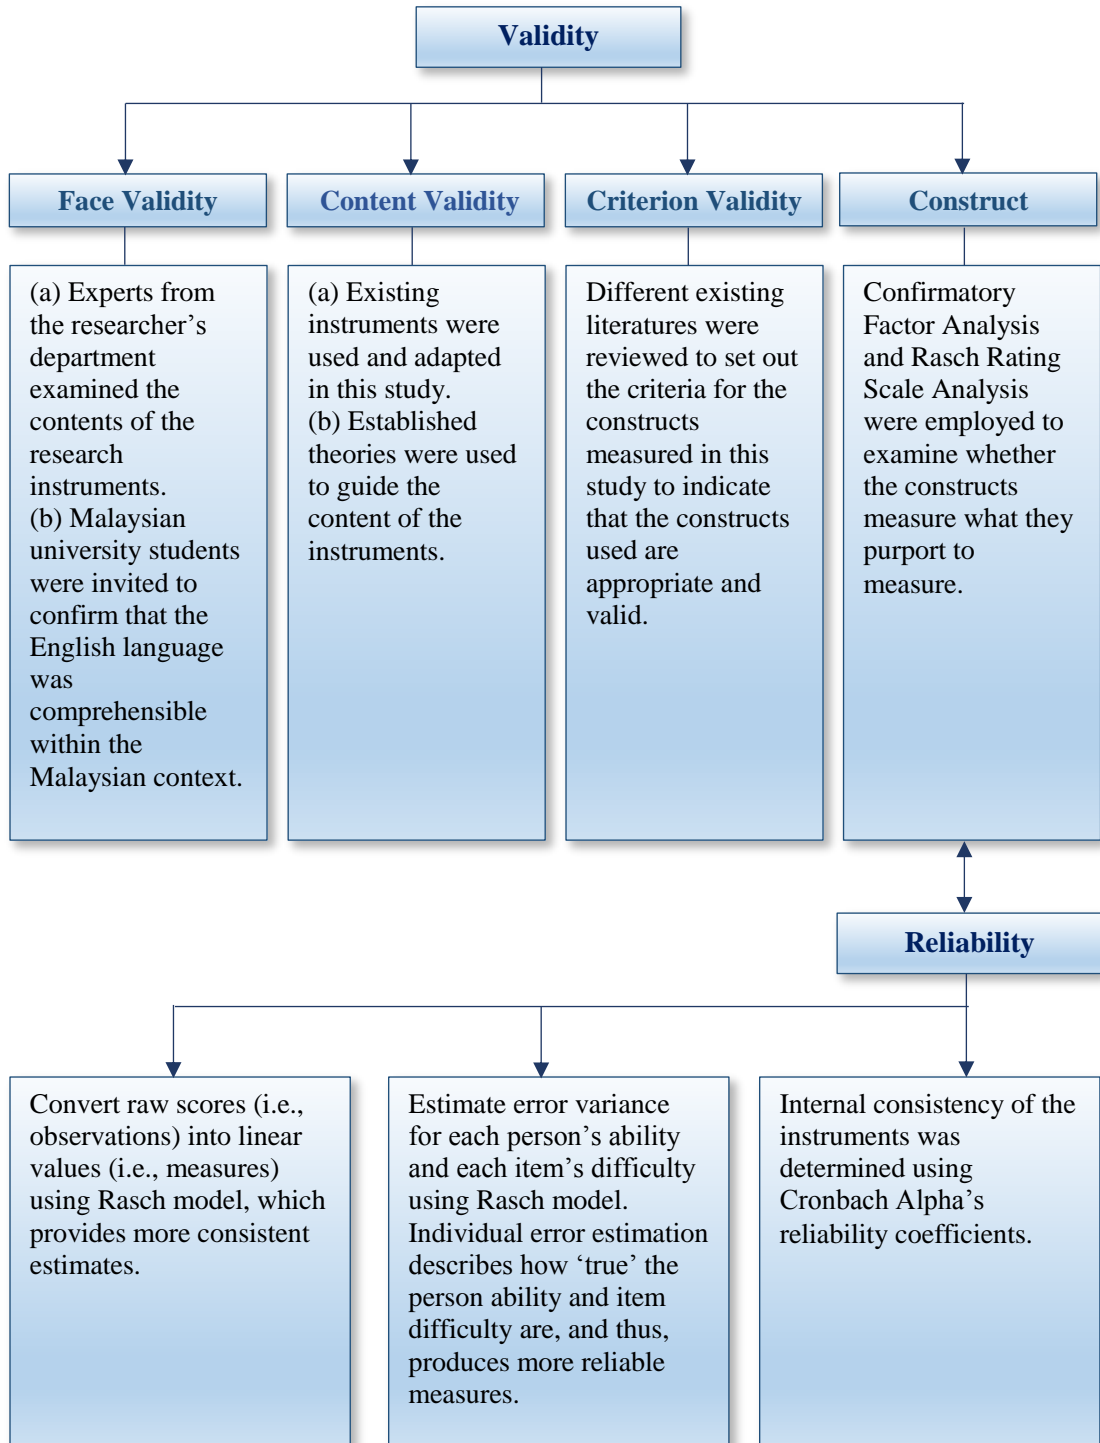 Validity
Face Validity
Content Validity
Criterion Validity
Construct
(a) Experts from
the researcher’s
department
examined the
contents of the
research
instruments.
(b) Malaysian
university students
were invited to
confirm that the
English language
was
comprehensible
within the
Malaysian context.
(a) Existing
instruments were
used and adapted
in this study.
(b) Established
theories were used
to guide the
content of the
instruments.
Different existing
literatures were
reviewed to set out
the criteria for the
constructs
measured in this
study to indicate
that the constructs
used are
appropriate and
valid.
Confirmatory
Factor Analysis
and Rasch Rating
Scale Analysis
were employed to
examine whether
the constructs
measure what they
purport to
measure.
Reliability
Convert raw scores (i.e.,
observations) into linear
values (i.e., measures)
using Rasch model, which
provides more consistent
estimates.
Estimate error variance
for each person’s ability
and each item’s difficulty
using Rasch model.
Individual error estimation
describes how ‘true’ the
person ability and item
difficulty are, and thus,
produces more reliable
measures.
Internal consistency of the
instruments was
determined using
Cronbach Alpha’s
reliability coefficients.